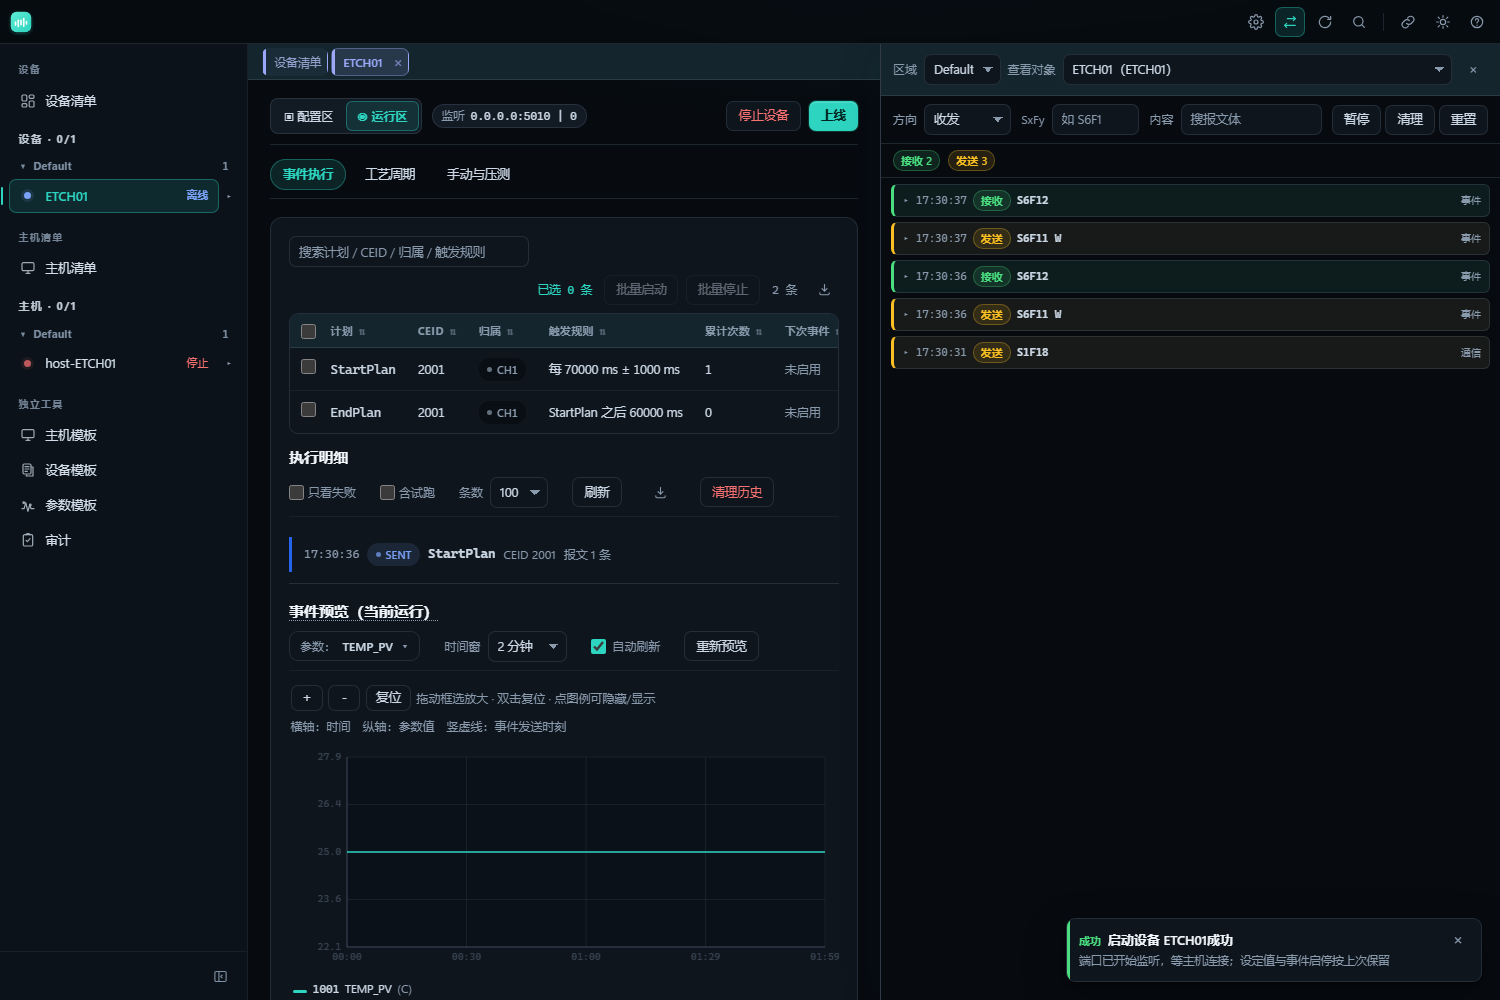 设备
设备清单
设备 · 0/1
Default 1
ETCH01 离线
主机清单
主机清单
主机 · 0/1
Default 1
host-ETCH01 停止
独立工具
主机模板
设备模板
参数模板
审计
设备清单 ETCH01 ×
配置区 运行区 监听 0.0.0.0:5010 | 0 停止设备 上线
事件执行 工艺周期 手动与压测
搜索计划 / CEID / 归属 / 触发规则
已选 0 条 批量启动 批量停止 2 条
计划 CEID 归属 触发规则 累计次数 下次事件
StartPlan 2001 CH1 每 70000 ms ± 1000 ms 1 未启用
EndPlan 2001 CH1 StartPlan 之后 60000 ms 0 未启用
执行明细
只看失败 含试跑 条数 100 刷新 清理历史
17:30:36 SENT StartPlan CEID 2001 报文 1 条
事件预览（当前运行）
参数: TEMP_PV 时间窗 2 分钟 自动刷新 重新预览
+ - 复位 拖动框选放大 · 双击复位 · 点图例可隐藏/显示
横轴: 时间 纵轴: 参数值 竖虚线: 事件发送时刻
27.9
26.4
25.0
23.6
22.1
00:00 00:30 01:00 01:29 01:59
1001 TEMP_PV (C)
区域 Default 查看对象 ETCH01 (ETCH01) ×
方向 收发 SxFy 如 S6F1 内容 搜报文体 暂停 清理 重置
接收 2 发送 3
17:30:37 接收 S6F12 事件
17:30:37 发送 S6F11 W 事件
17:30:36 接收 S6F12 事件
17:30:36 发送 S6F11 W 事件
17:30:31 发送 S1F18 通信
成功 启动设备 ETCH01成功 ×
端口已开始监听，等主机连接；设定值与事件启停按上次保留